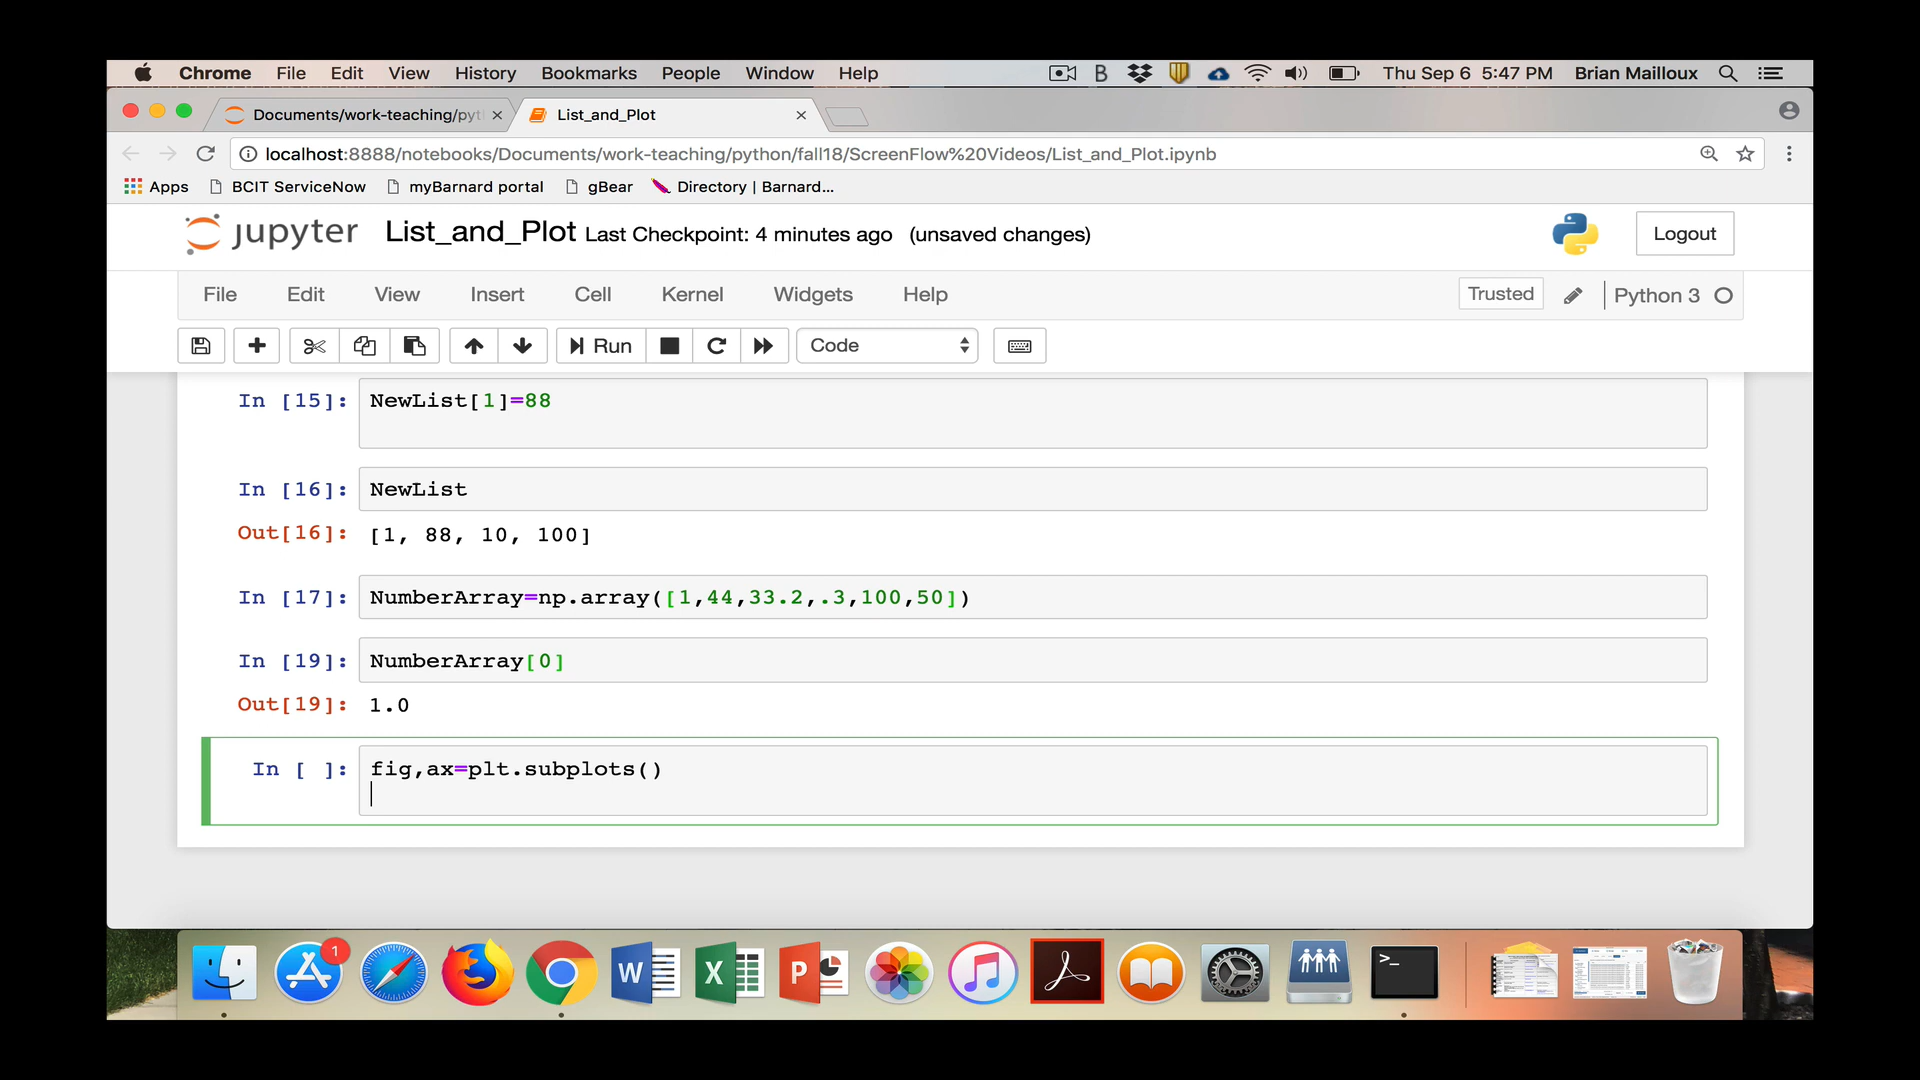 Chrome File Edit View History Bookmarks People Window Help B Thu Sep 6 5:47 PM Brian Mailloux
Documents/work-teaching/pyt List_and_Plot
localhost:8888/notebooks/Documents/work-teaching/python/fall18/ScreenFlow%20Videos/List_and_Plot.ipynb
Apps BCIT ServiceNow myBarnard portal gBear Directory | Barnard...
jupyter List_and_Plot Last Checkpoint: 4 minutes ago (unsaved changes) Logout
File Edit View Insert Cell Kernel Widgets Help Trusted Python 3
Run Code
In [15]: NewList[1]=88
In [16]: NewList
Out[16]: [1, 88, 10, 100]
In [17]: NumberArray=np.array([1,44,33.2,.3,100,50])
In [19]: NumberArray[0]
Out[19]: 1.0
In [ ]: fig,ax=plt.subplots()
1
W X P >_